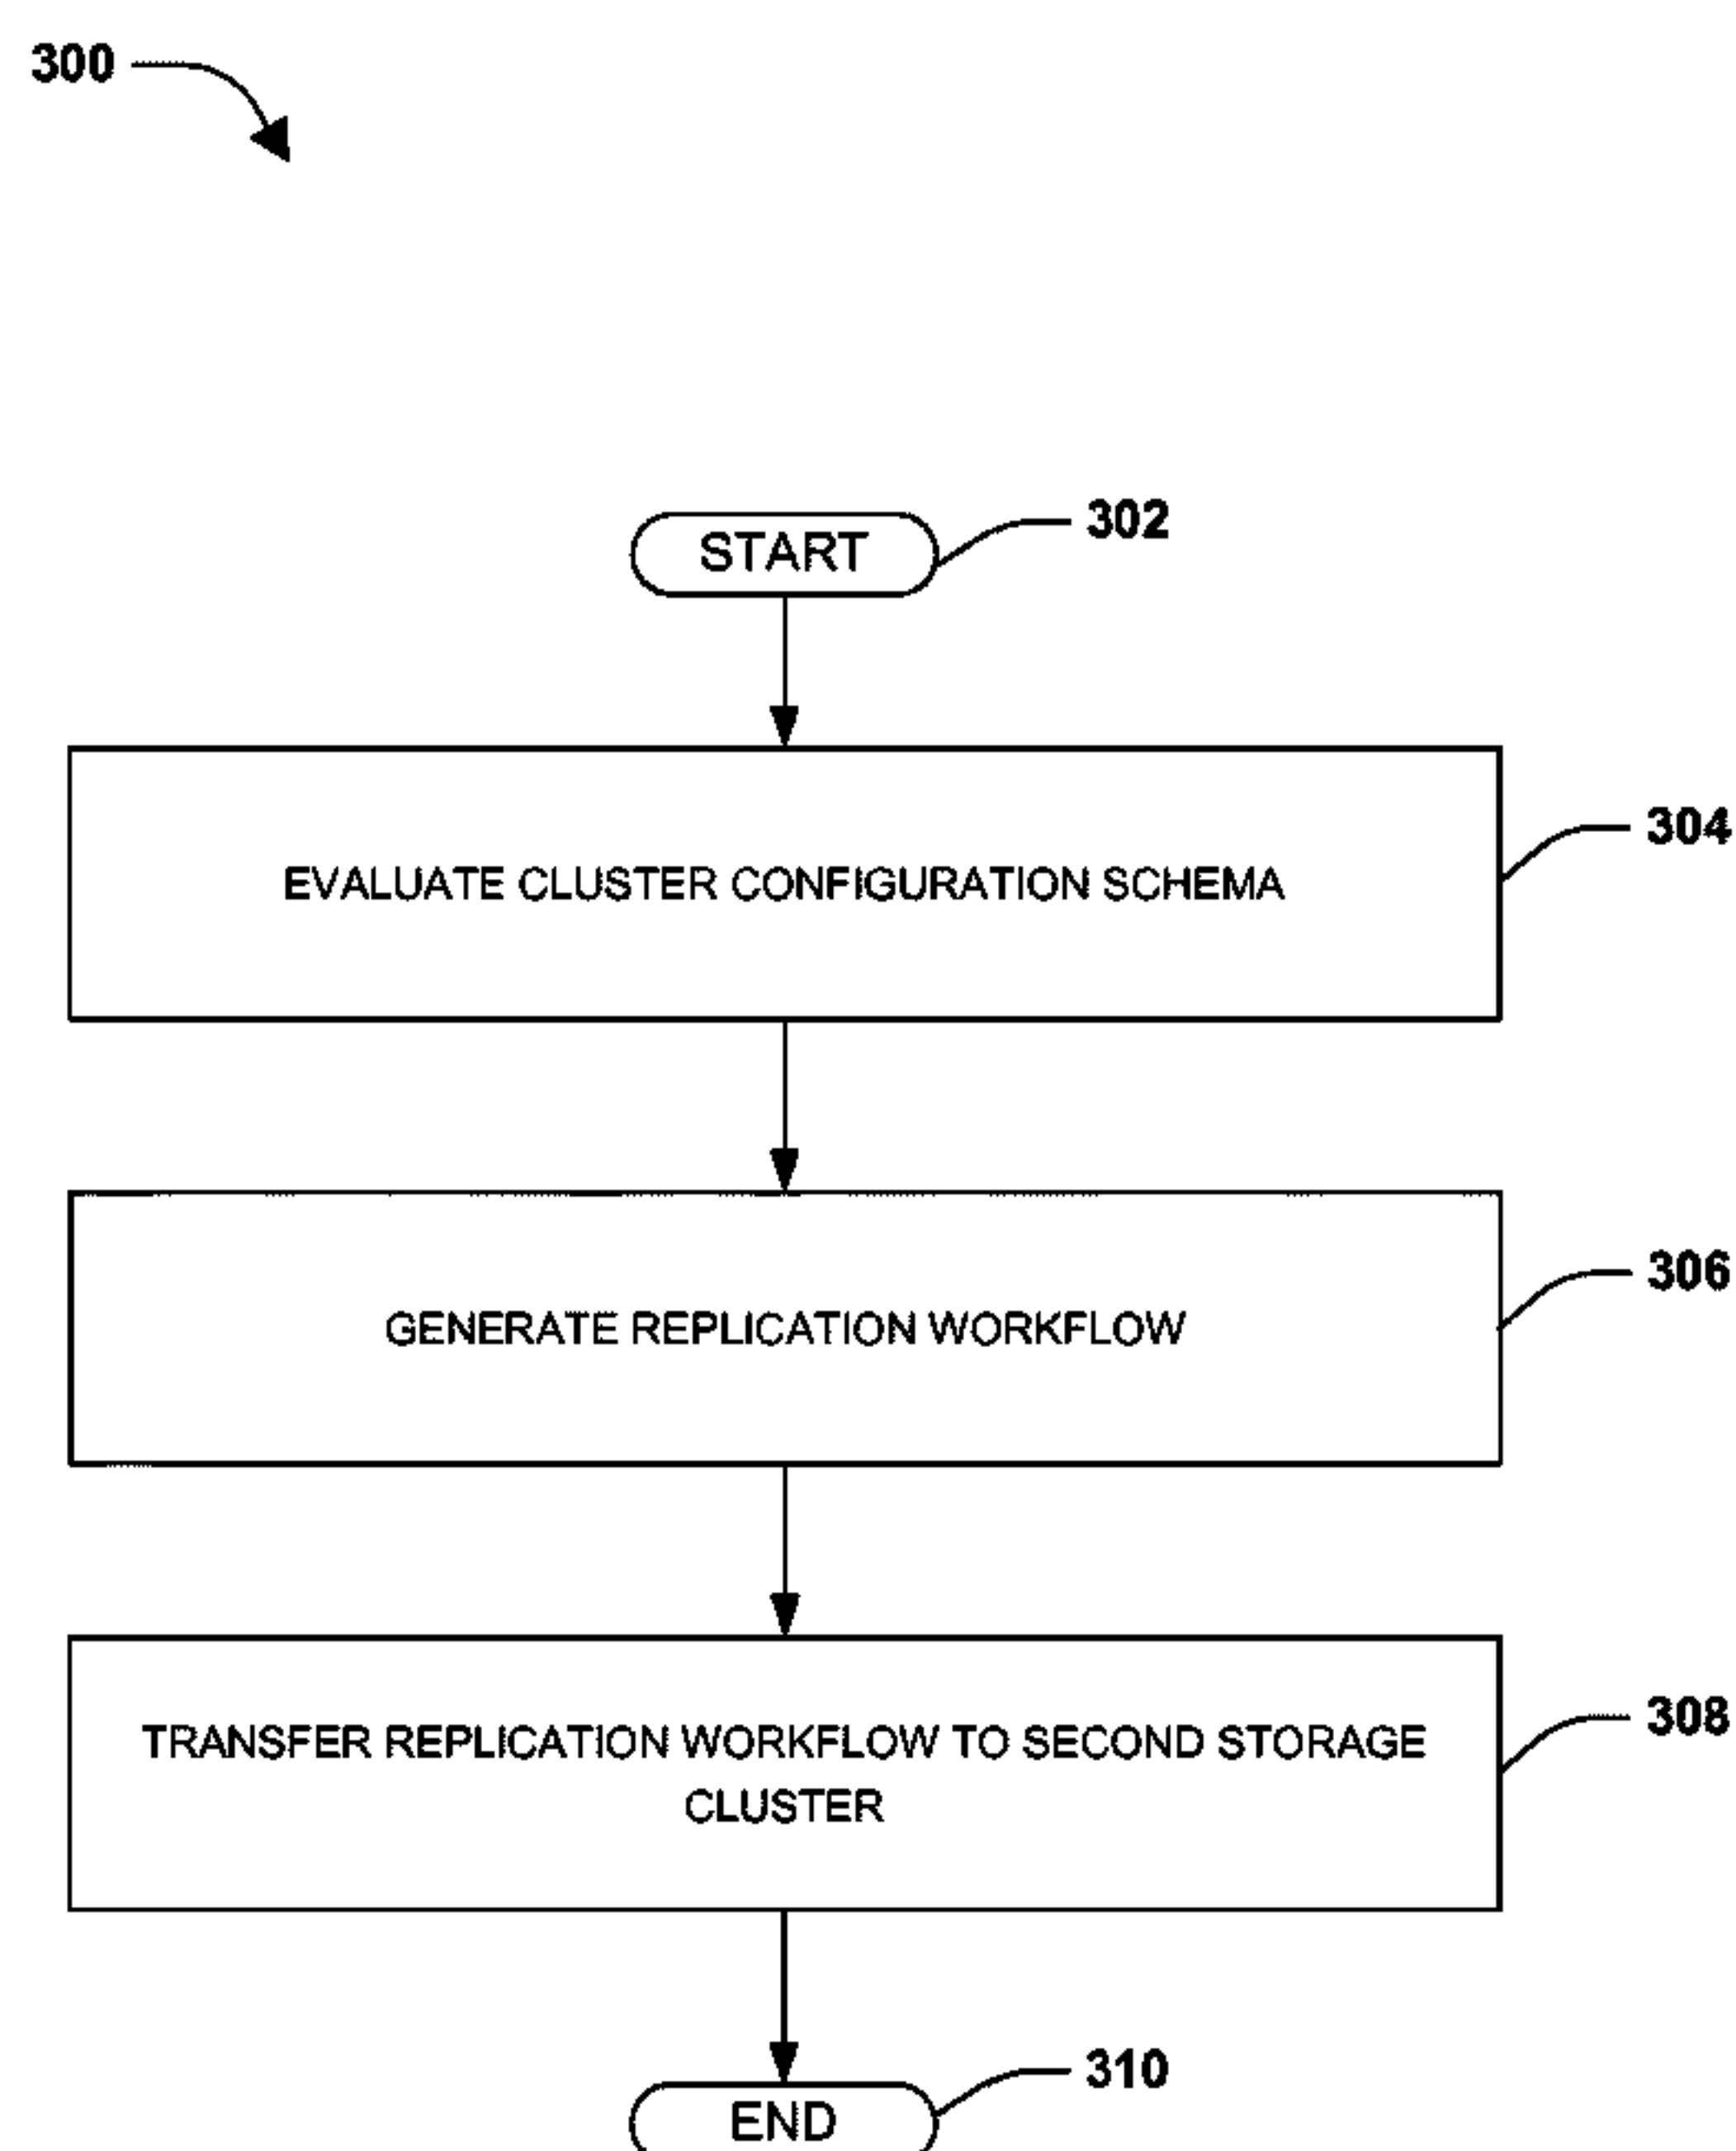 300
START
302
EVALUATE CLUSTER CONFIGURATION SCHEMA
304
GENERATE REPLICATION WORKFLOW
306
TRANSFER REPLICATION WORKFLOW TO SECOND STORAGE
CLUSTER
308
END
310